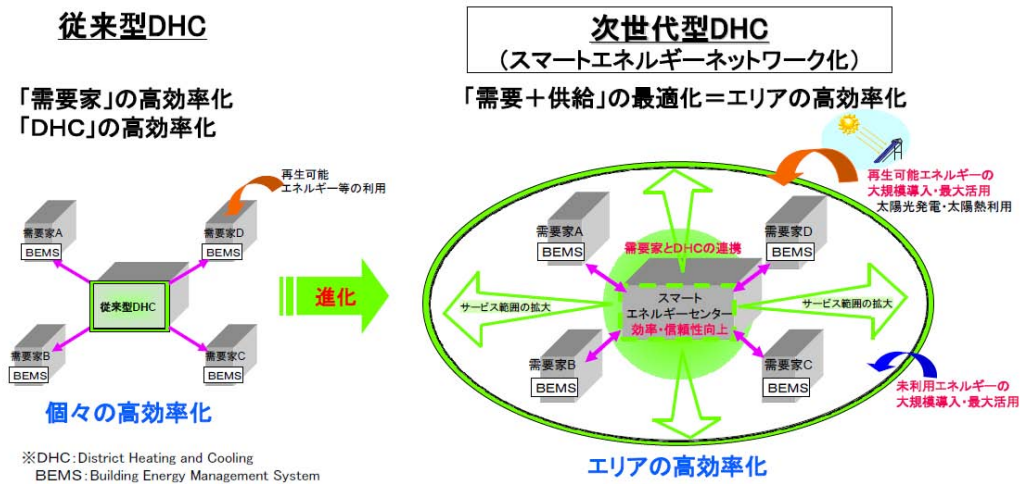 従来型DHC
「需要家」の高効率化
「DHC」の高効率化
再生可能
エネルギー等の利用
需要家A
BEMS
需要家D
BEMS
従来型DHC
需要家B
BEMS
需要家C
BEMS
個々の高効率化
※DHC:District Heating and Cooling
BEMS:Building Energy Management System
進化
次世代型DHC
(スマートエネルギーネットワーク化)
「需要+供給」の最適化=エリアの高効率化
再生可能エネルギーの
大規模導入・最大活用
太陽光発電・太陽熱利用
需要家A
BEMS
需要家D
BEMS
需要家とDHCの連携
サービス範囲の拡大
スマート
エネルギーセンター
効率・信頼性向上
サービス範囲の拡大
需要家B
BEMS
需要家C
BEMS
未利用エネルギーの
大規模導入・最大活用
エリアの高効率化